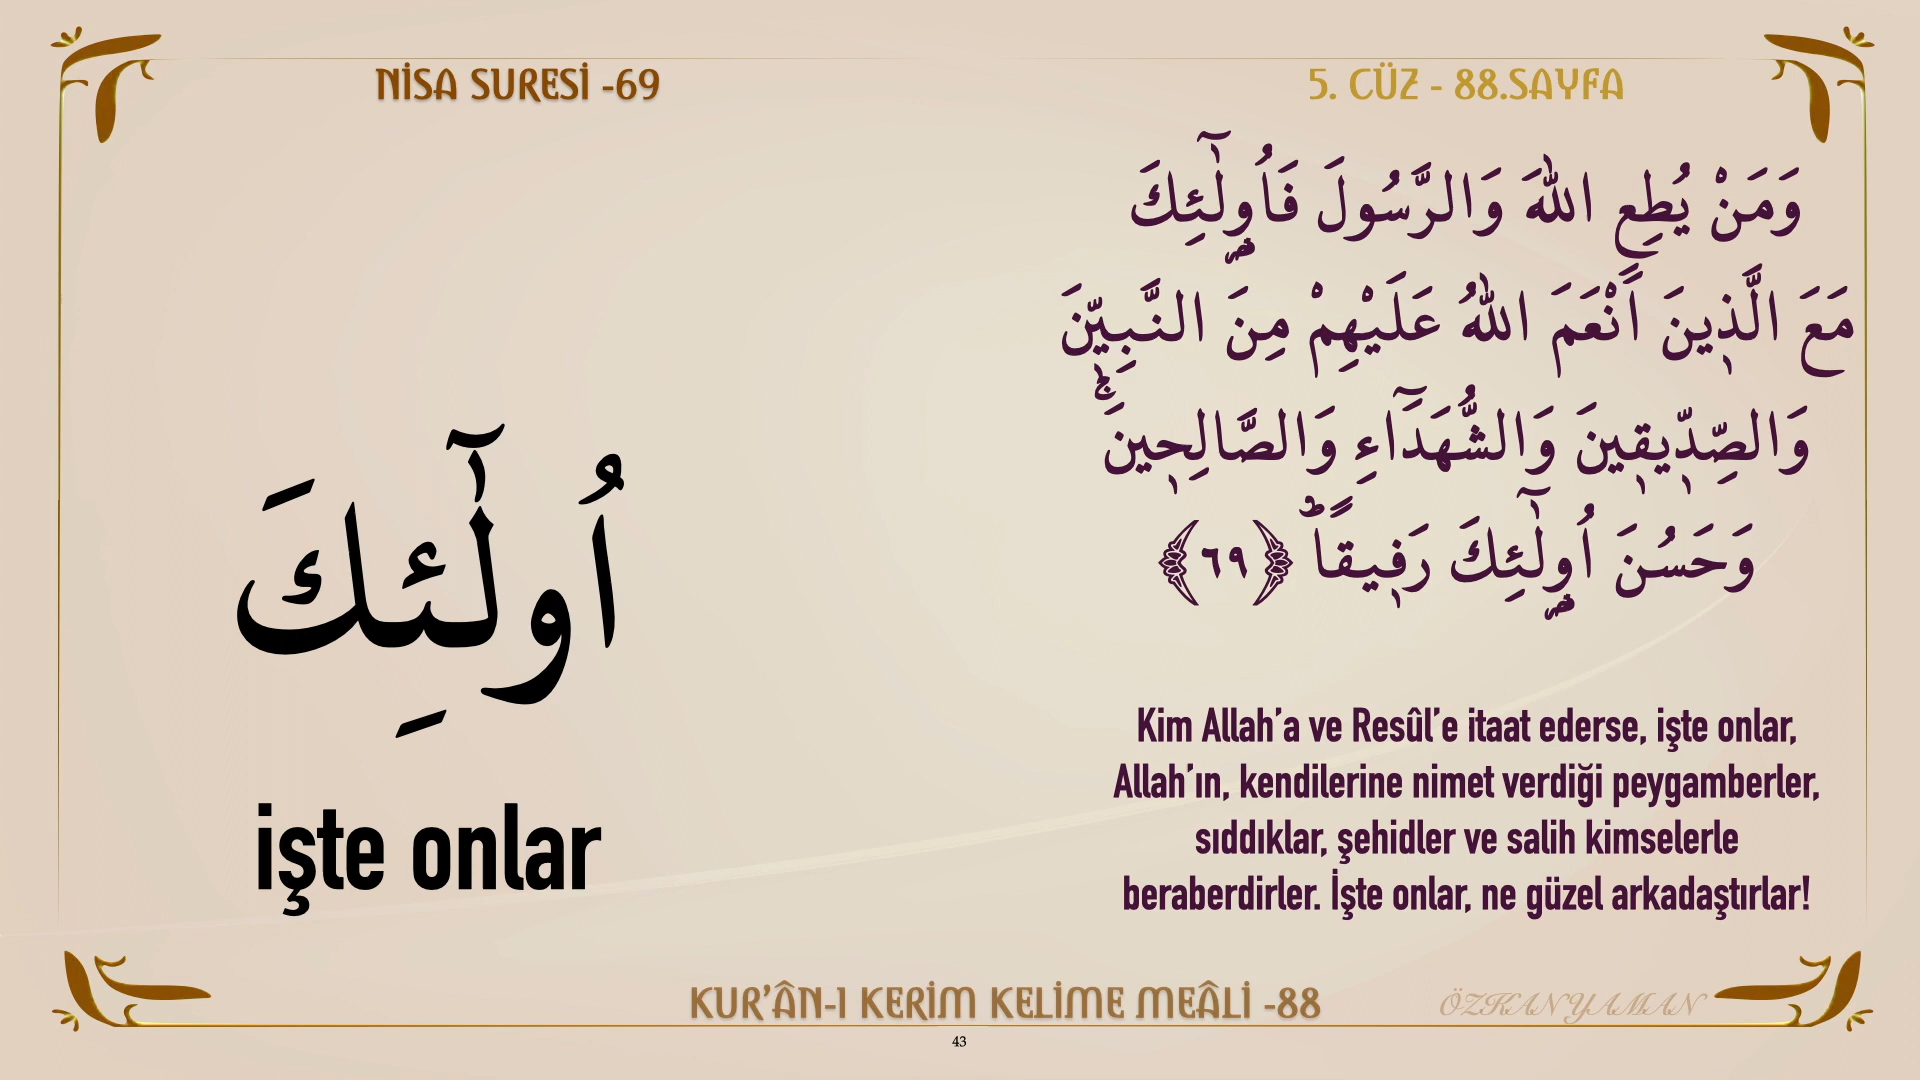 NİSA SURESİ -69
5. CÜZ - 88.SAYFA
وَمَنْ يُطِعِ اللّٰهَ وَالرَّسُولَ فَاُو۬لٰٓئِكَ
مَعَ الَّذ۪ينَ اَنْعَمَ اللّٰهُ عَلَيْهِمْ مِنَ النَّبِيّ۪نَ
وَالصِّدّ۪يق۪ينَ وَالشُّهَدَٓاءِ وَالصَّالِح۪ينَۚ
وَحَسُنَ اُو۬لٰٓئِكَ رَف۪يقاًۜ ﴿٦٩﴾
اُولٰٓئِكَ
işte onlar
Kim Allah’a ve Resûl’e itaat ederse, işte onlar,
Allah’ın, kendilerine nimet verdiği peygamberler,
sıddıklar, şehidler ve salih kimselerle
beraberdirler. İşte onlar, ne güzel arkadaştırlar!
KUR’ÂN-I KERİM KELİME MEÂLİ -88
ÖZKAN YAMAN
43